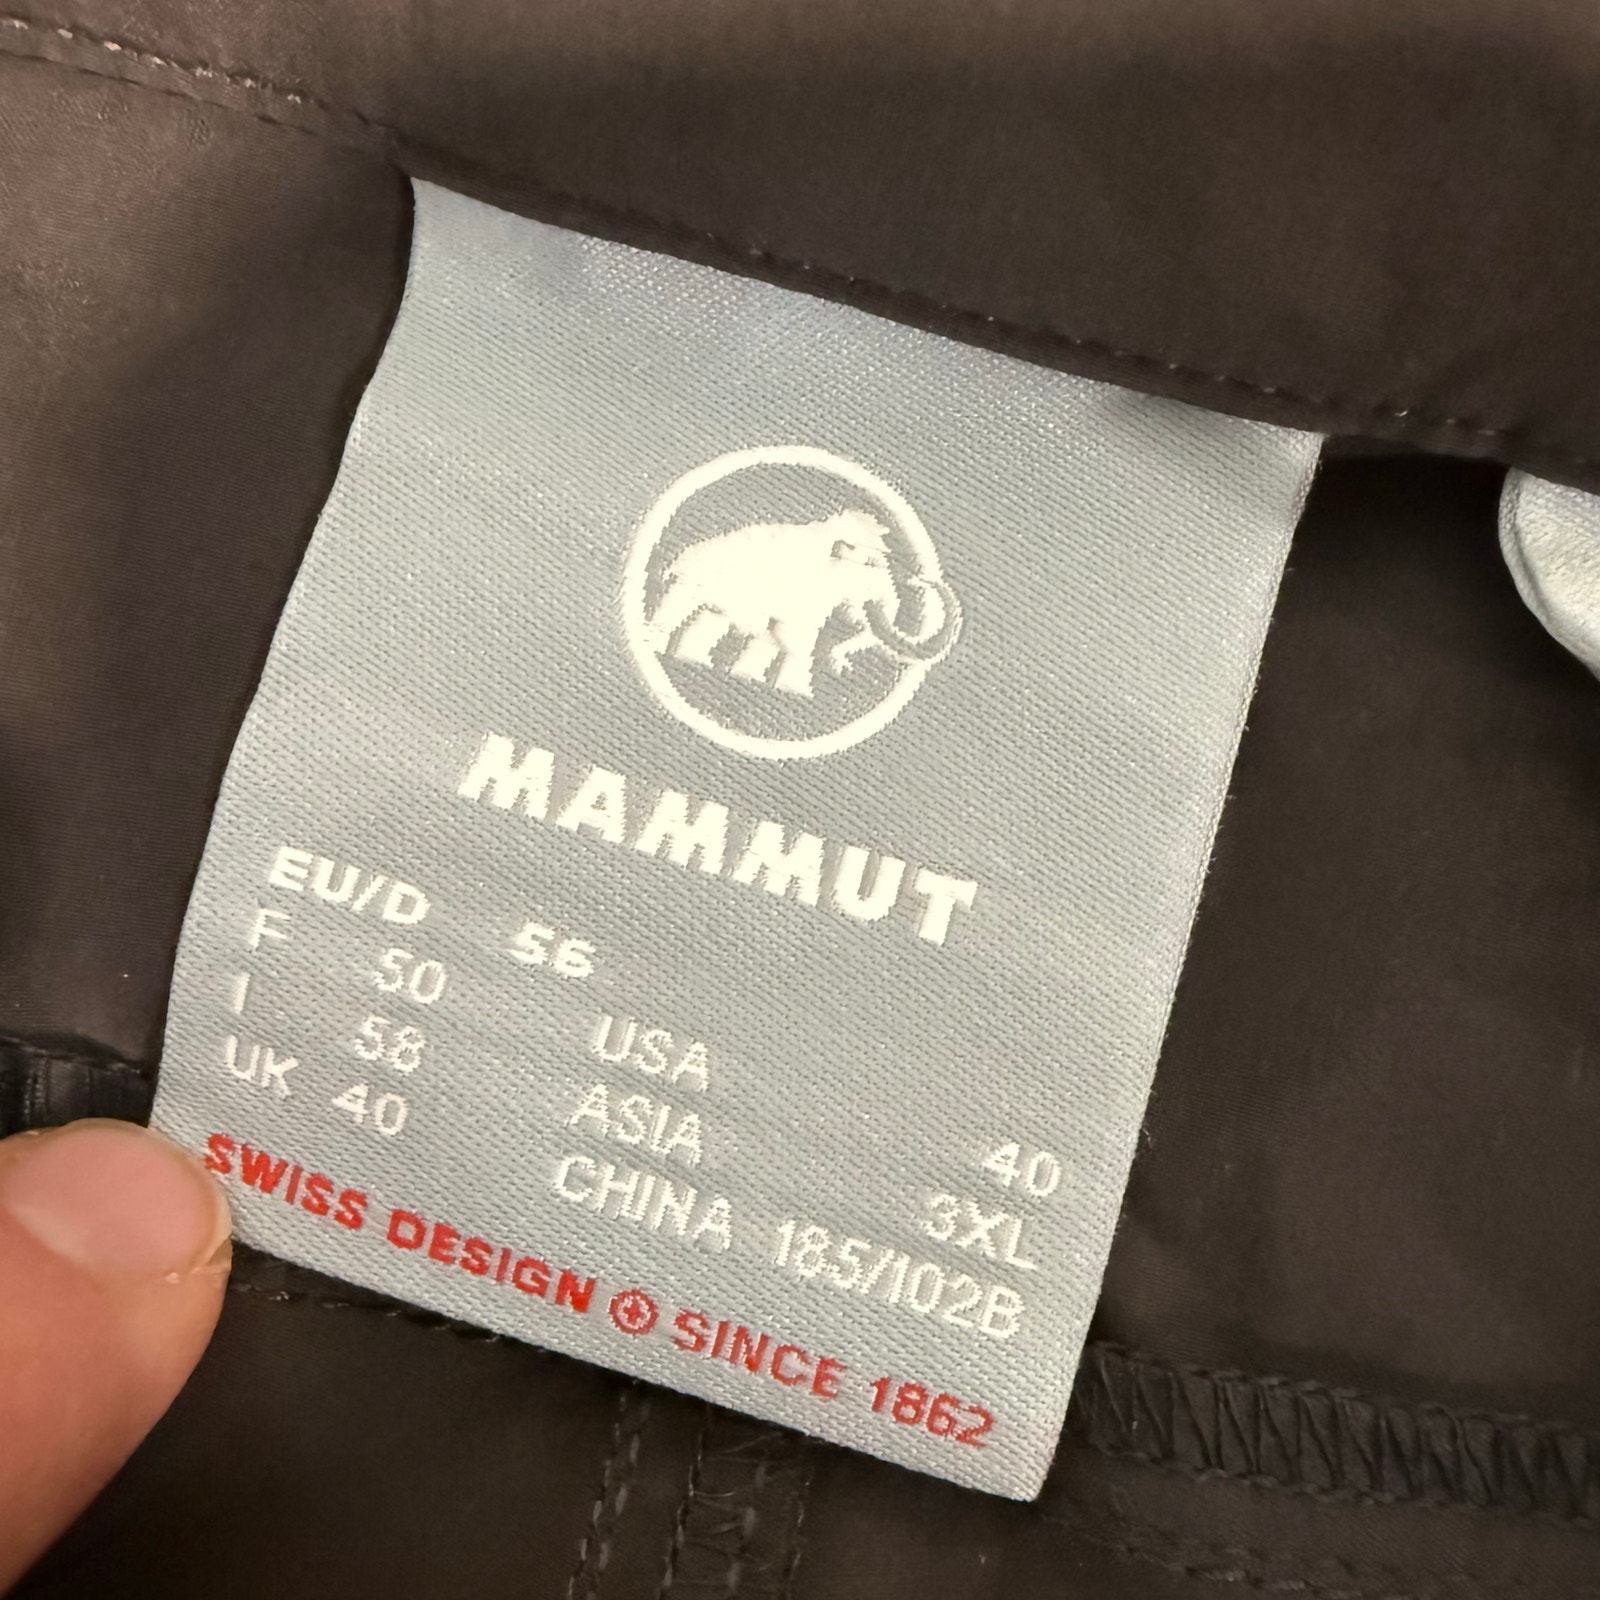 MAMMUT
EU/D 56
F 50 USA 40
I 58 ASIA 3XL
UK 40 CHINA 185/102B
SWISS DESIGN SINCE 1862